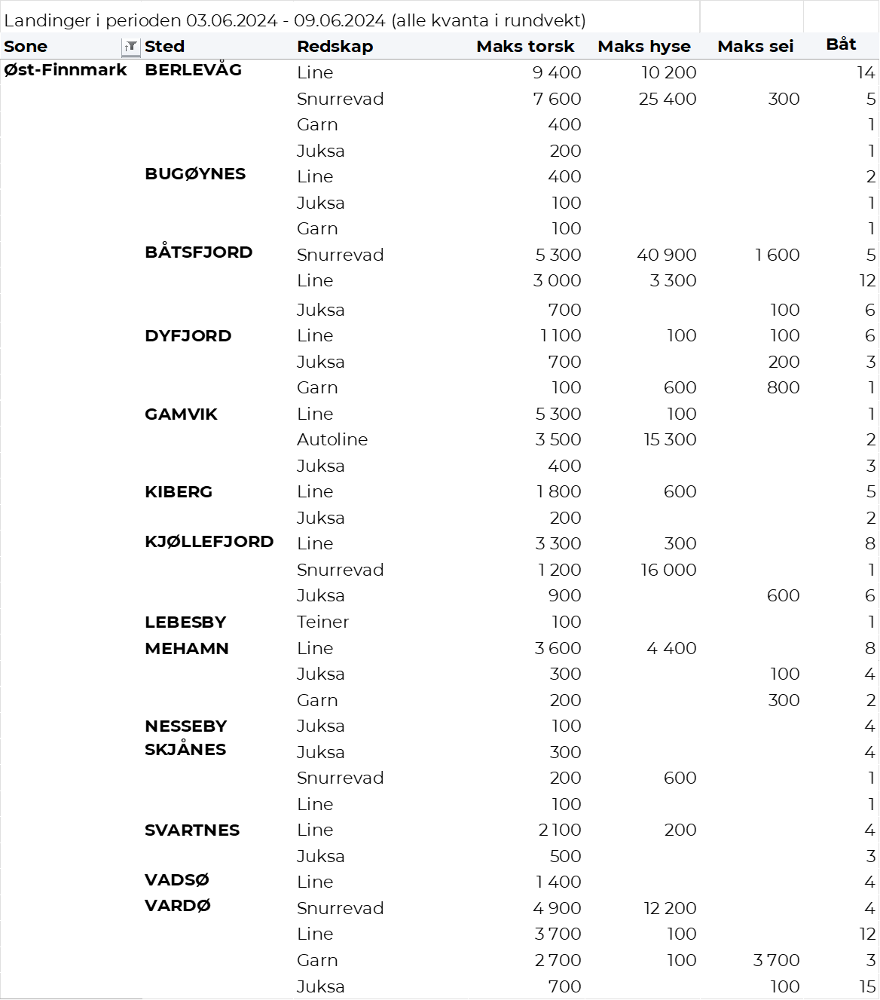 Landinger i perioden 03.06.2024 - 09.06.2024 (alle kvanta i rundvekt)
Sone Sted Redskap Maks torsk Maks hyse Maks sei Båt
Øst-Finnmark BERLEVÅG Line 9 400 10 200 14
Snurrevad 7 600 25 400 300 5
Garn 400 1
Juksa 200 1
BUGØYNES Line 400 2
Juksa 100 1
Garn 100 1
BÅTSFJORD Snurrevad 5 300 40 900 1 600 5
Line 3 000 3 300 12
Juksa 700 100 6
DYFJORD Line 1 100 100 100 6
Juksa 700 200 3
Garn 100 600 800 1
GAMVIK Line 5 300 100 1
Autoline 3 500 15 300 2
Juksa 400 3
KIBERG Line 1 800 600 5
Juksa 200 2
KJØLLEFJORD Line 3 300 300 8
Snurrevad 1 200 16 000 1
Juksa 900 600 6
LEBESBY Teiner 100 1
MEHAMN Line 3 600 4 400 8
Juksa 300 100 4
Garn 200 300 2
NESSEBY Juksa 100 4
SKJÅNES Juksa 300 4
Snurrevad 200 600 1
Line 100 1
SVARTNES Line 2 100 200 4
Juksa 500 3
VADSØ Line 1 400 4
VARDØ Snurrevad 4 900 12 200 4
Line 3 700 100 12
Garn 2 700 100 3 700 3
Juksa 700 100 15